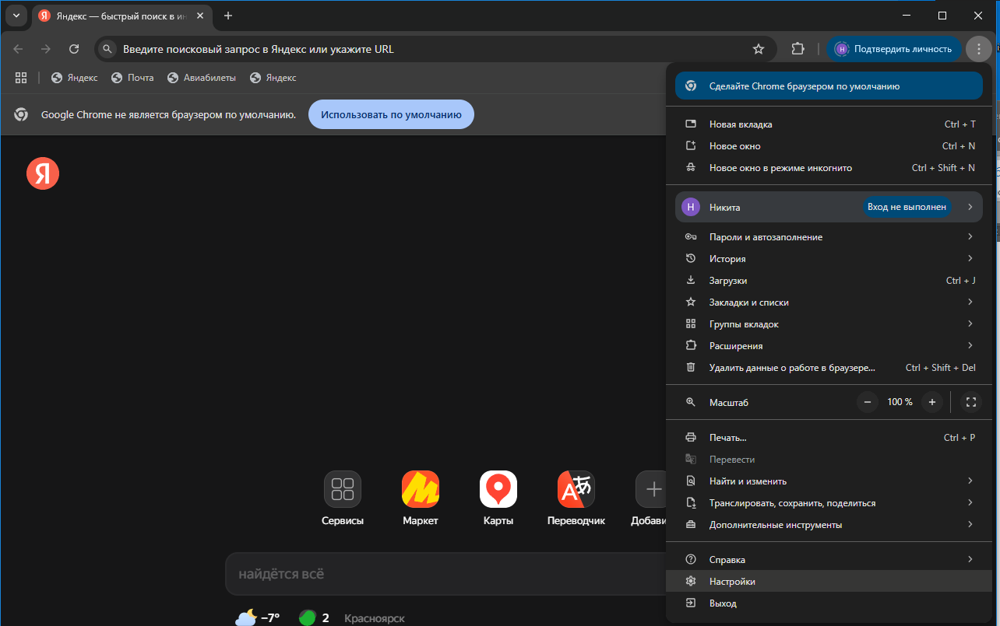 Я Яндекс — быстрый поиск в ин
Введите поисковый запрос в Яндекс или укажите URL
Н Подтвердить личность
Яндекс Почта Авиабилеты Яндекс
Google Chrome не является браузером по умолчанию. Использовать по умолчанию
Я
Сделайте Chrome браузером по умолчанию
Новая вкладка Ctrl + T
Новое окно Ctrl + N
Новое окно в режиме инкогнито Ctrl + Shift + N
Н Никита Вход не выполнен
Пароли и автозаполнение
История
Загрузки Ctrl + J
Закладки и списки
Группы вкладок
Расширения
Удалить данные о работе в браузере... Ctrl + Shift + Del
Масштаб − 100 % +
Печать... Ctrl + P
Перевести
Найти и изменить
Транслировать, сохранить, поделиться
Дополнительные инструменты
Справка
Настройки
Выход
A あ
Сервисы Маркет Карты Переводчик Добави
найдётся всё
−7° 2 Красноярск